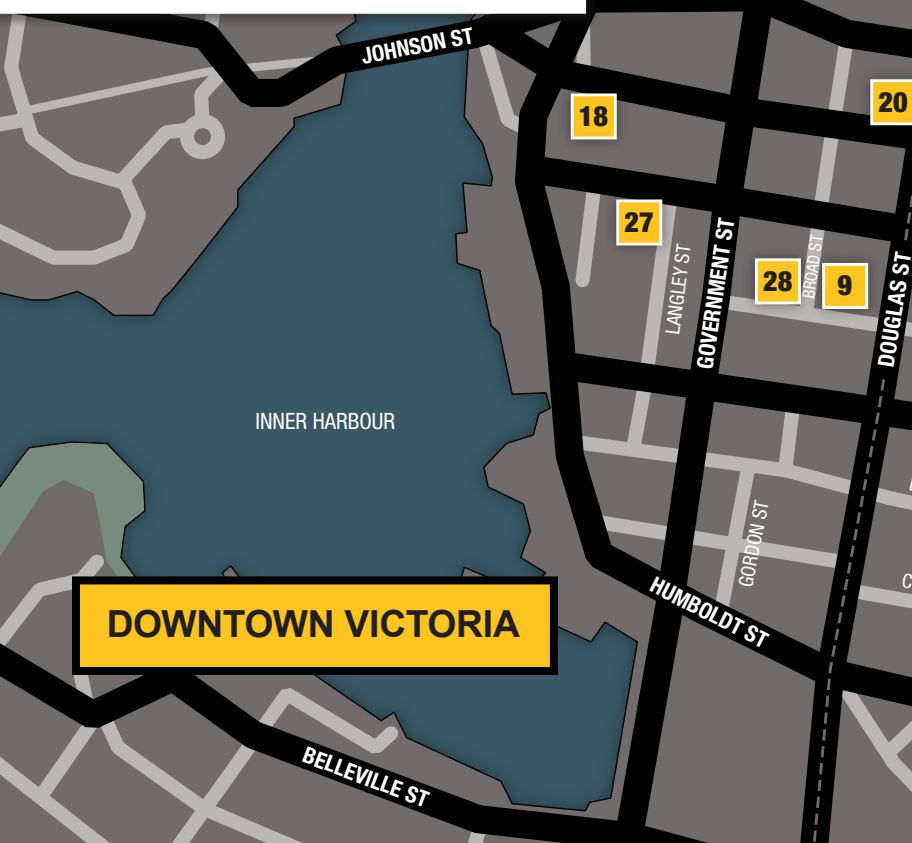 JOHNSON ST
18
20
27
LANGLEY ST
GOVERNMENT ST
28
BROAD ST
9
DOUGLAS ST
INNER HARBOUR
GORDON ST
HUMBOLDT ST
DOWNTOWN VICTORIA
BELLEVILLE ST